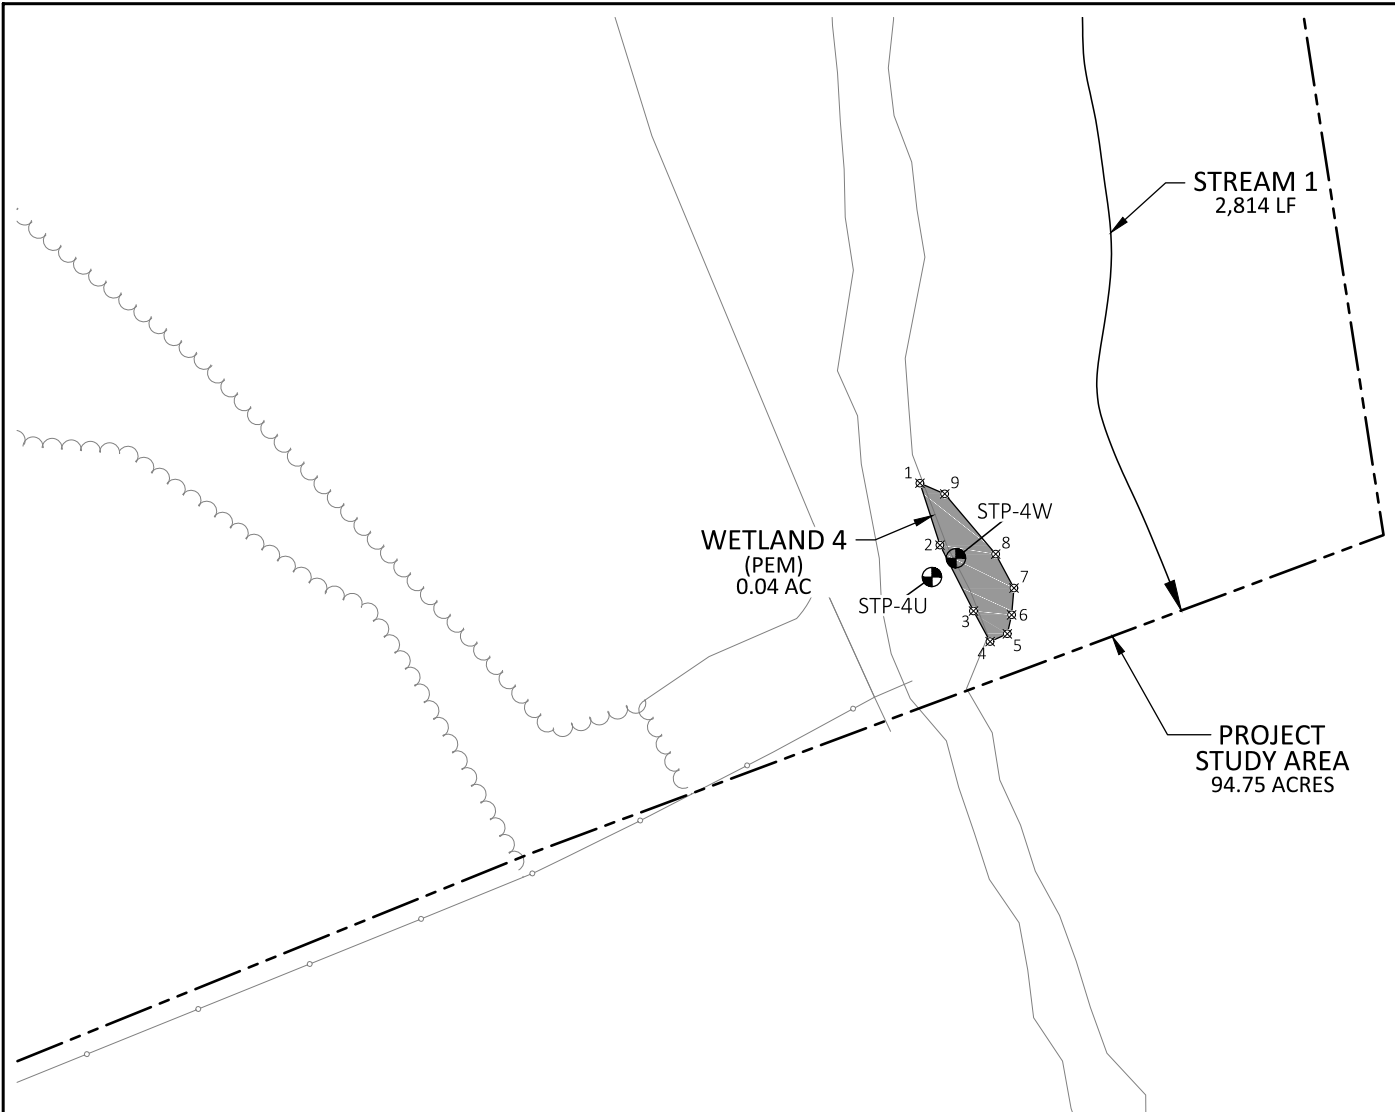 STREAM 1
2,814 LF
1
9
STP-4W
WETLAND 4
(PEM)
0.04 AC
2
8
7
STP-4U
3
6
4
5
PROJECT
STUDY AREA
94.75 ACRES